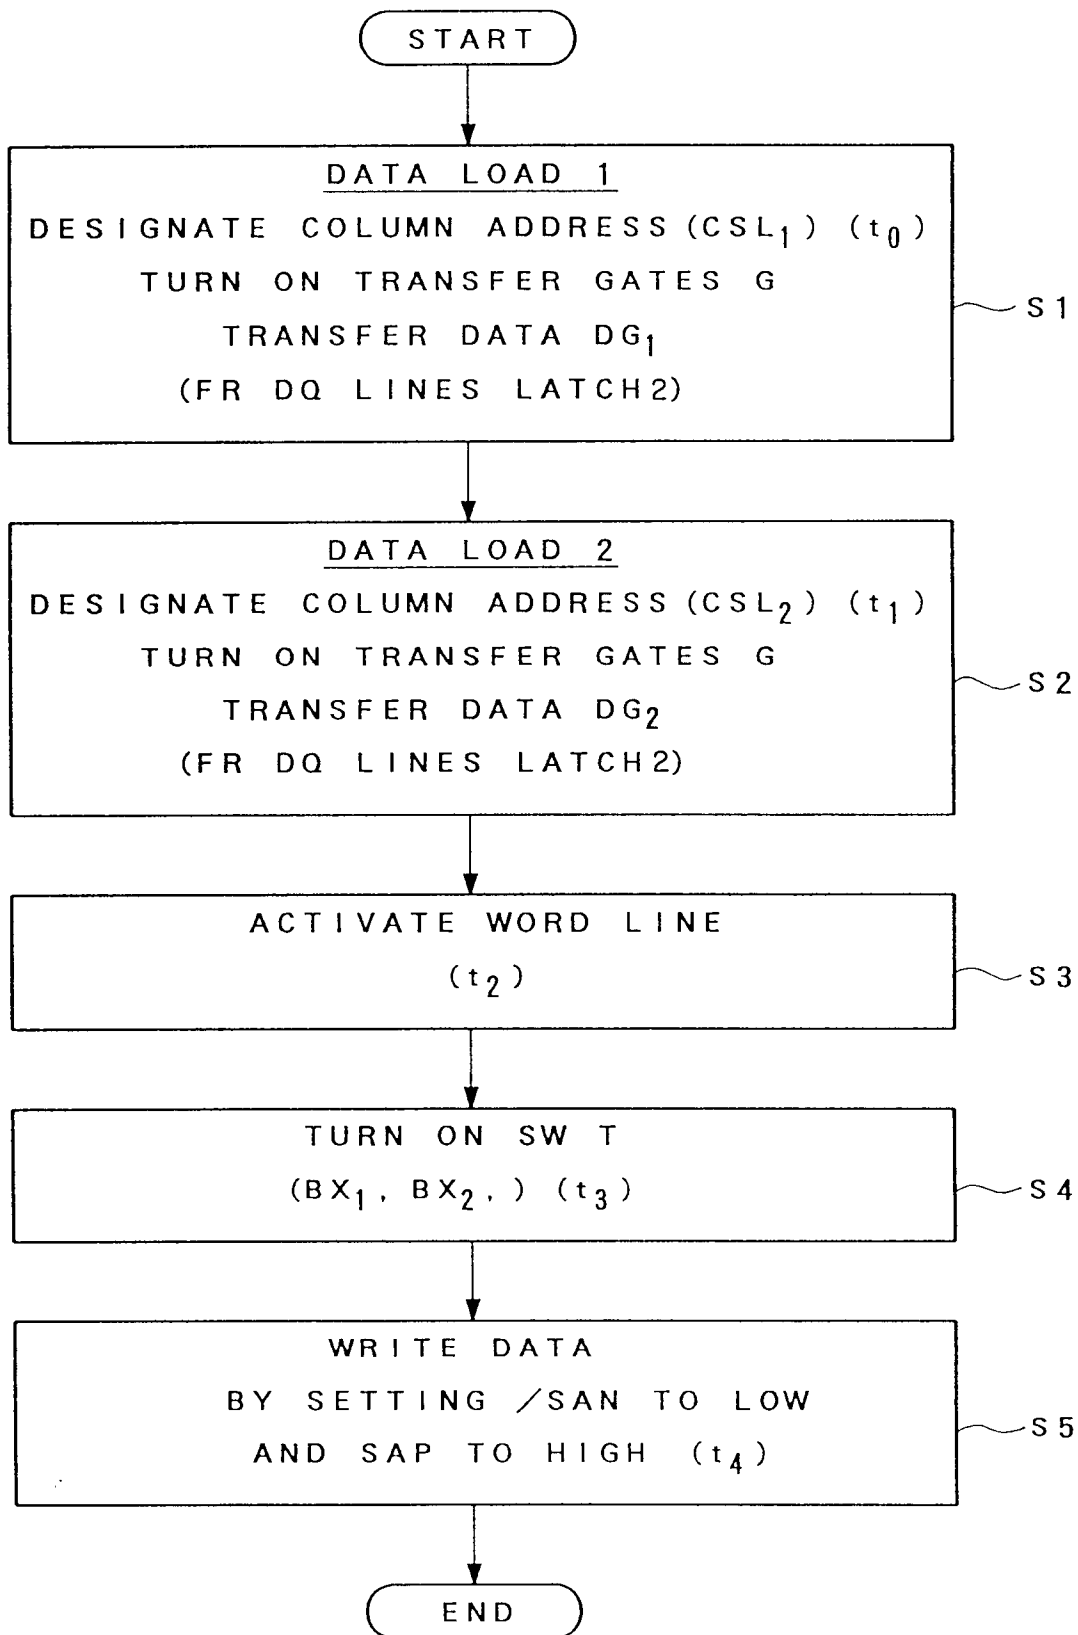 START
DATA LOAD 1
DESIGNATE COLUMN ADDRESS (CSL₁) (t₀)
TURN ON TRANSFER GATES G
TRANSFER DATA DG₁
(FR DQ LINES LATCH2)
S1
DATA LOAD 2
DESIGNATE COLUMN ADDRESS (CSL₂) (t₁)
TURN ON TRANSFER GATES G
TRANSFER DATA DG₂
(FR DQ LINES LATCH2)
S2
ACTIVATE WORD LINE
(t₂)
S3
TURN ON SW T
(BX₁, BX₂, ) (t₃)
S4
WRITE DATA
BY SETTING /SAN TO LOW
AND SAP TO HIGH (t₄)
S5
END